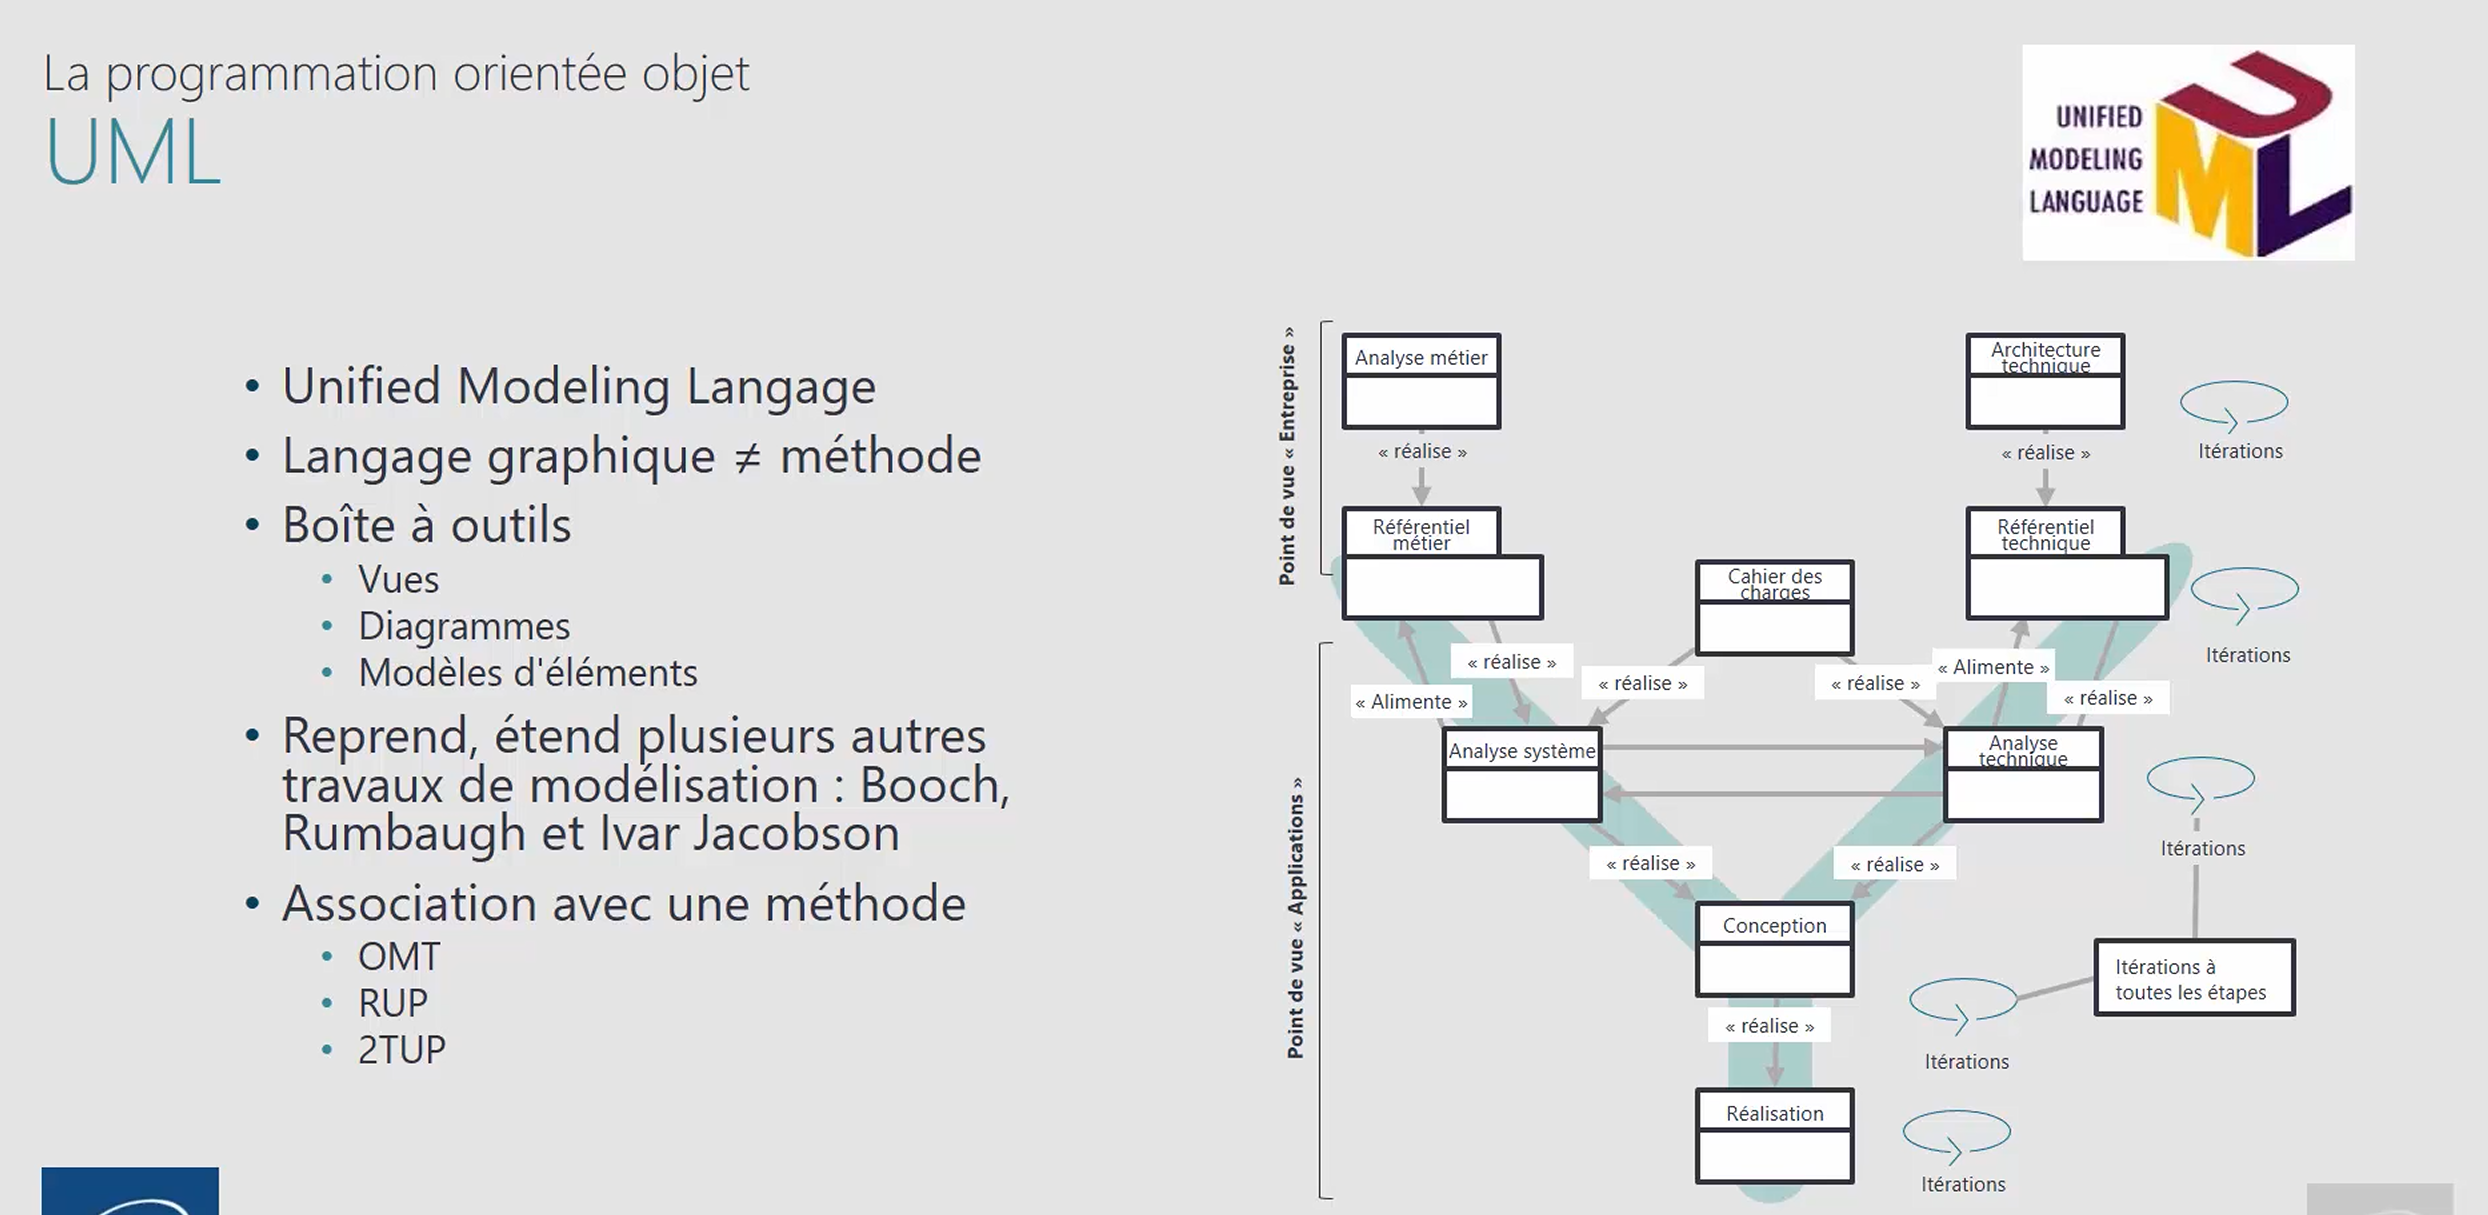 La programmation orientée objet
UML
UNIFIED
MODELING
LANGUAGE
UML
• Unified Modeling Langage
• Langage graphique ≠ méthode
• Boîte à outils
• Vues
• Diagrammes
• Modèles d'éléments
• Reprend, étend plusieurs autres
travaux de modélisation : Booch,
Rumbaugh et Ivar Jacobson
• Association avec une méthode
• OMT
• RUP
• 2TUP
Point de vue « Entreprise »
Analyse métier
Architecture
technique
« réalise »
« réalise »
Itérations
Référentiel
métier
Référentiel
technique
Cahier des
charges
Itérations
Point de vue « Applications »
« réalise »
« Alimente »
« réalise »
« réalise »
« Alimente »
« réalise »
Analyse système
Analyse
technique
Itérations
« réalise »
« réalise »
Conception
Itérations à
toutes les étapes
« réalise »
Itérations
Réalisation
Itérations